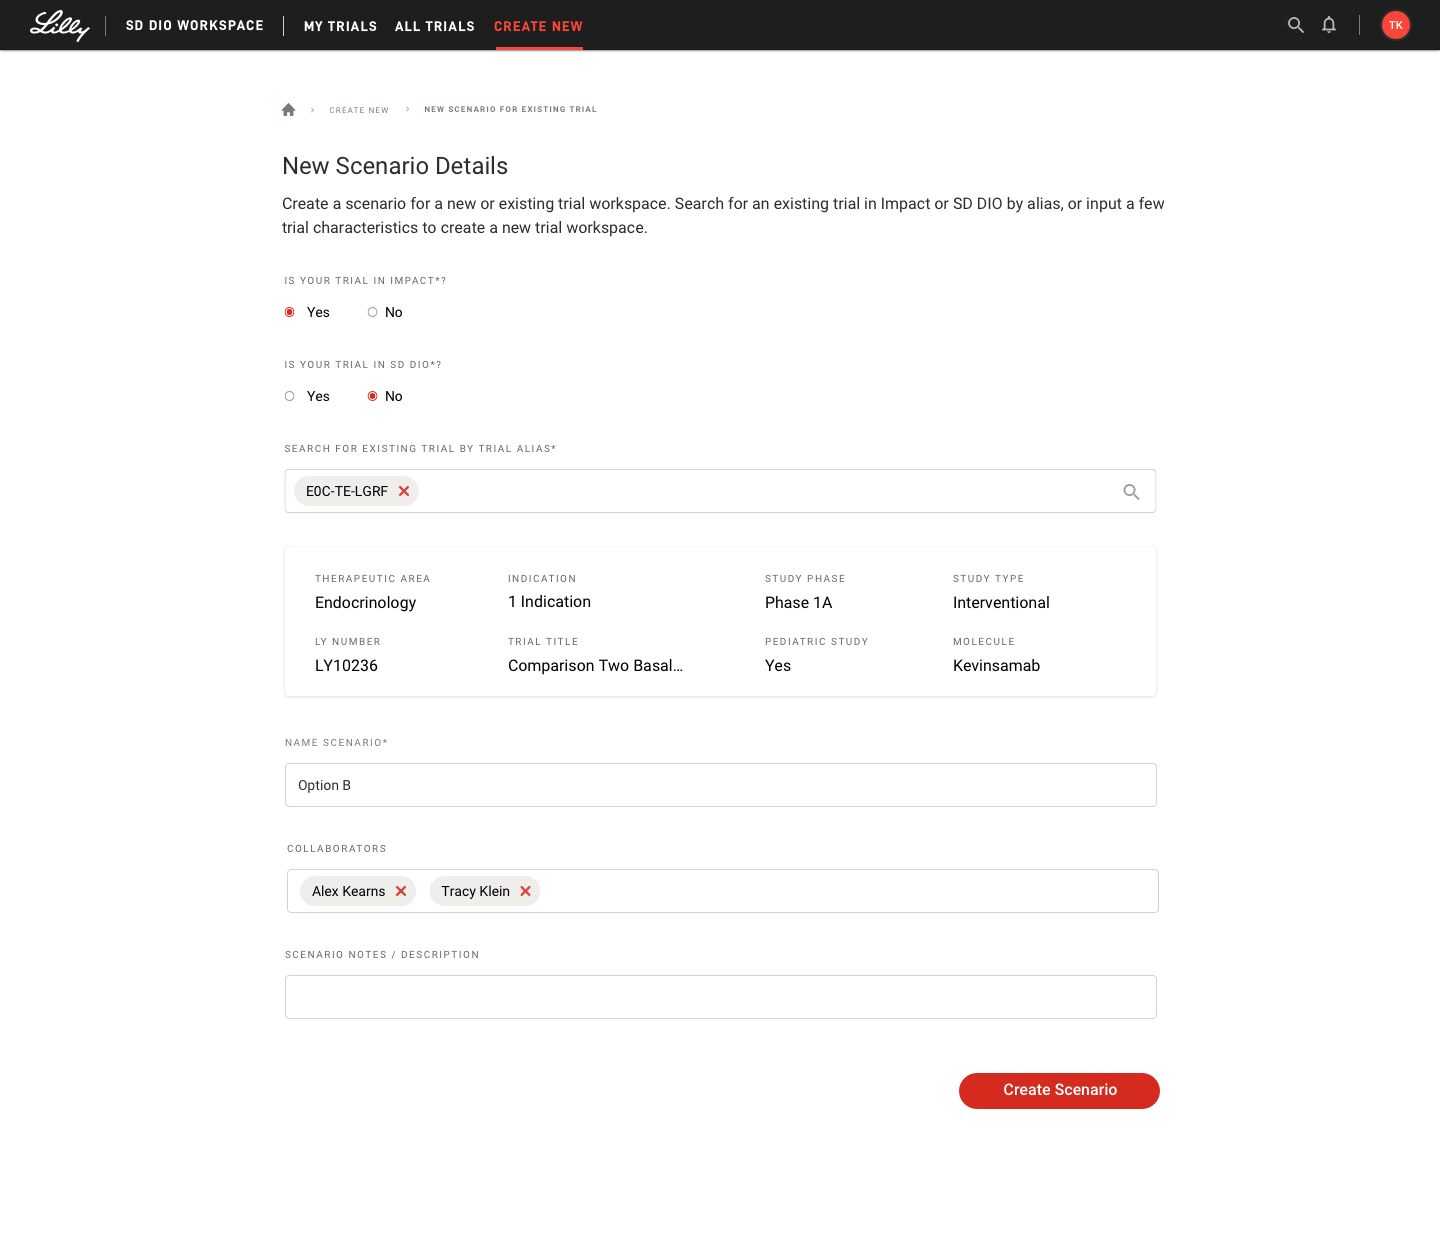 Lilly
SD DIO WORKSPACE
MY TRIALS
ALL TRIALS
CREATE NEW
TK
CREATE NEW
NEW SCENARIO FOR EXISTING TRIAL
New Scenario Details
Create a scenario for a new or existing trial workspace. Search for an existing trial in Impact or SD DIO by alias, or input a few
trial characteristics to create a new trial workspace.
IS YOUR TRIAL IN IMPACT*?
Yes No
IS YOUR TRIAL IN SD DIO*?
Yes No
SEARCH FOR EXISTING TRIAL BY TRIAL ALIAS*
E0C-TE-LGRF
THERAPEUTIC AREA INDICATION STUDY PHASE STUDY TYPE
Endocrinology 1 Indication Phase 1A Interventional
LY NUMBER TRIAL TITLE PEDIATRIC STUDY MOLECULE
LY10236 Comparison Two Basal... Yes Kevinsamab
NAME SCENARIO*
Option B
COLLABORATORS
Alex Kearns Tracy Klein
SCENARIO NOTES / DESCRIPTION
Create Scenario